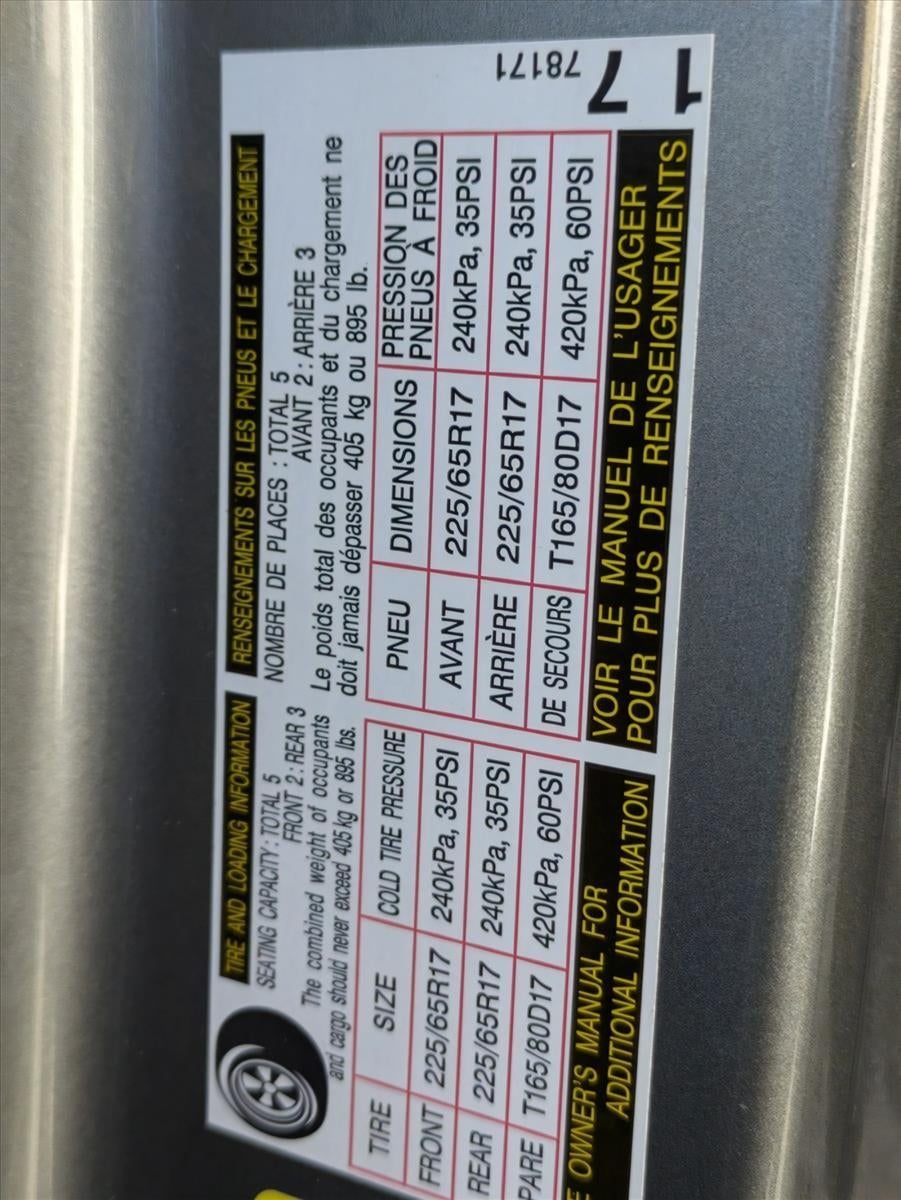 TIRE AND LOADING INFORMATION
SEATING CAPACITY: TOTAL 5
FRONT 2: REAR 3
The combined weight of occupants
and cargo should never exceed 405 kg or 895 lbs.
TIRE SIZE COLD TIRE PRESSURE
FRONT 225/65R17 240kPa, 35PSI
REAR 225/65R17 240kPa, 35PSI
PARE T165/80D17 420kPa, 60PSI
E OWNER'S MANUAL FOR
ADDITIONAL INFORMATION
RENSEIGNEMENTS SUR LES PNEUS ET LE CHARGEMENT
NOMBRE DE PLACES : TOTAL 5
AVANT 2 : ARRIÈRE 3
Le poids total des occupants et du chargement ne
doit jamais dépasser 405 kg ou 895 lb.
PNEU DIMENSIONS PRESSION DES
PNEUS À FROID
AVANT 225/65R17 240kPa, 35PSI
ARRIÈRE 225/65R17 240kPa, 35PSI
DE SECOURS T165/80D17 420kPa, 60PSI
VOIR LE MANUEL DE L'USAGER
POUR PLUS DE RENSEIGNEMENTS
78171
17